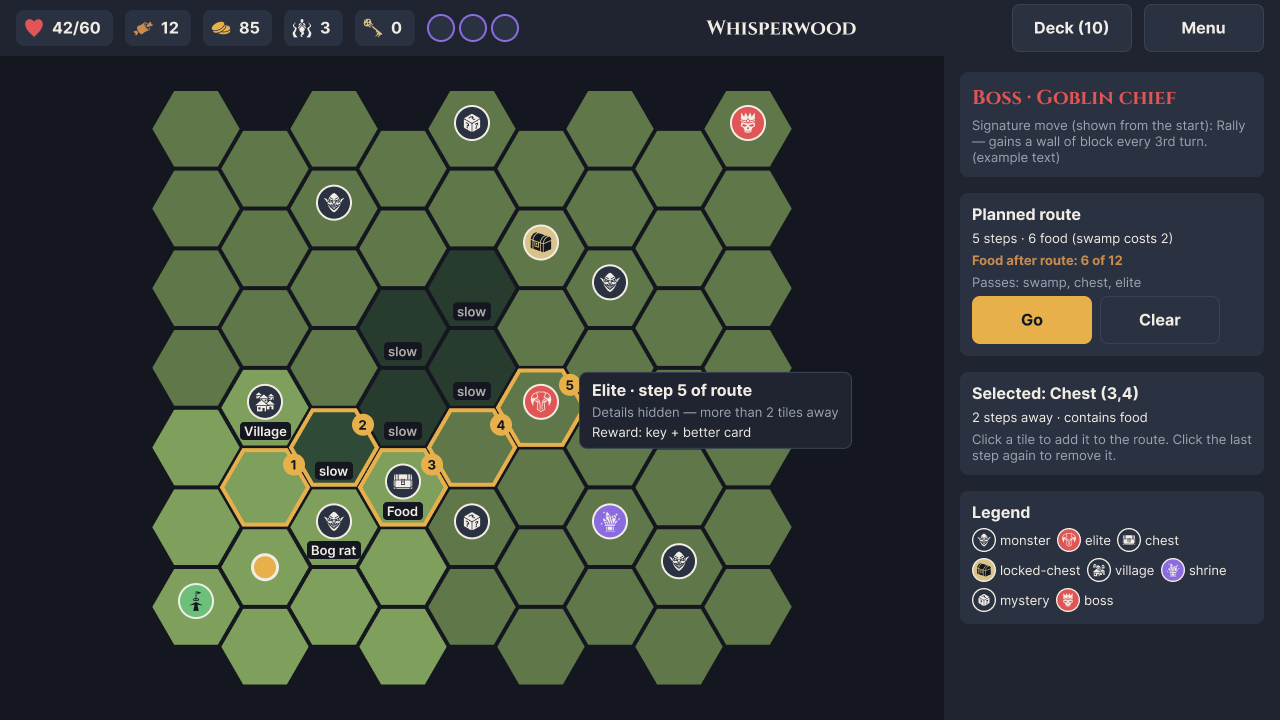 42/60
12
85
3
0
Whisperwood
Deck (10)
Menu
Boss · Goblin chief
Signature move (shown from the start): Rally
— gains a wall of block every 3rd turn.
(example text)
Planned route
5 steps · 6 food (swamp costs 2)
Food after route: 6 of 12
Passes: swamp, chest, elite
Go
Clear
Selected: Chest (3,4)
2 steps away · contains food
Click a tile to add it to the route. Click the last
step again to remove it.
Legend
monster
elite
chest
locked-chest
village
shrine
mystery
boss
slow
slow
slow
5
Elite · step 5 of route
Details hidden — more than 2 tiles away
Reward: key + better card
Village
2
slow
4
1
slow
3
Food
Bog rat